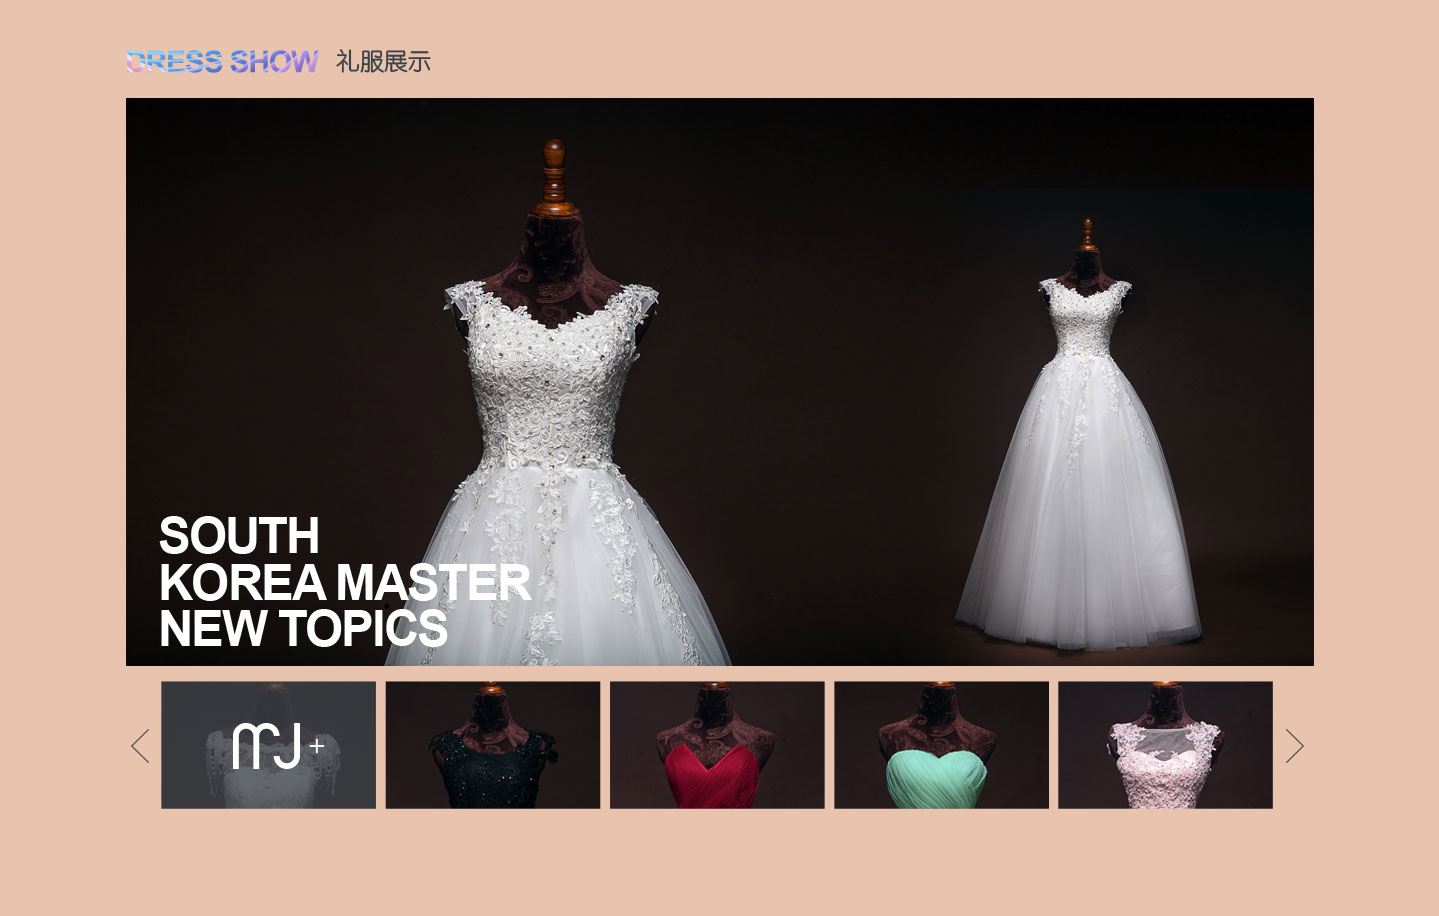 DRESS SHOW 礼服展示
SOUTH
KOREA MASTER
NEW TOPICS
MJ+